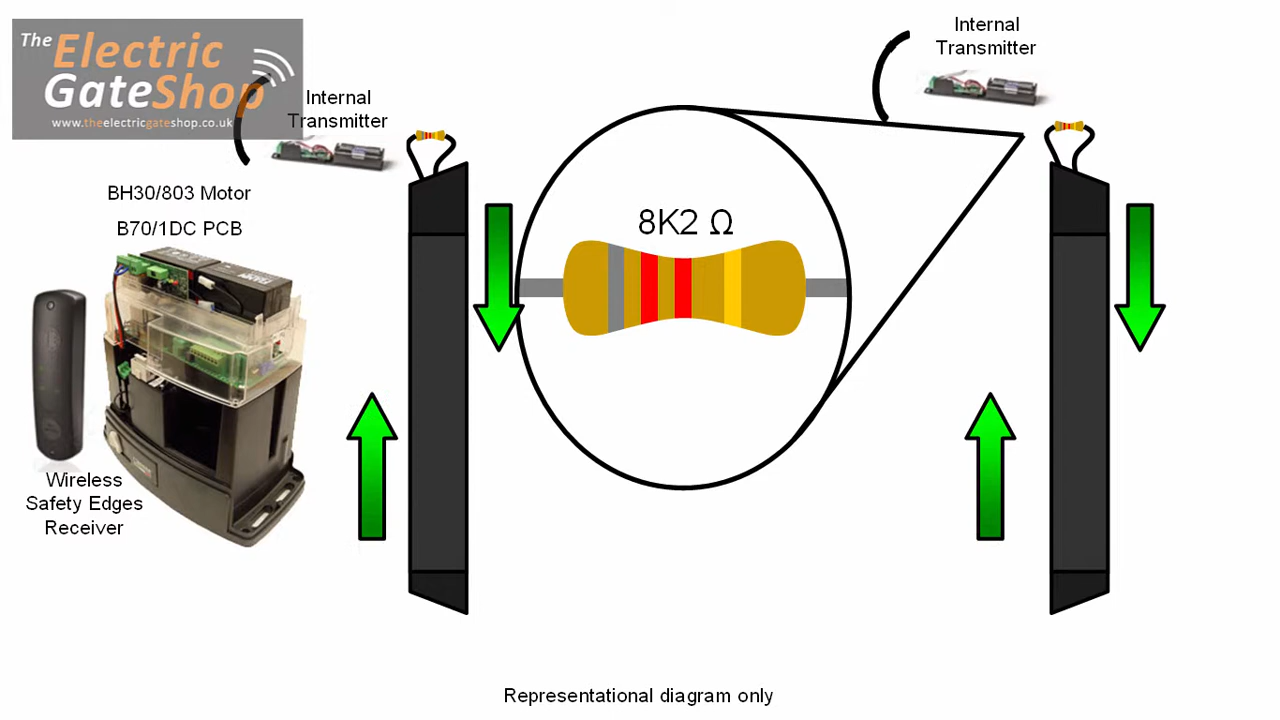 The
Electric
GateShop
www.theelectricgateshop.co.uk
Internal
Transmitter
Internal
Transmitter
BH30/803 Motor
B70/1DC PCB
8K2 Ω
Wireless
Safety Edges
Receiver
Representational diagram only